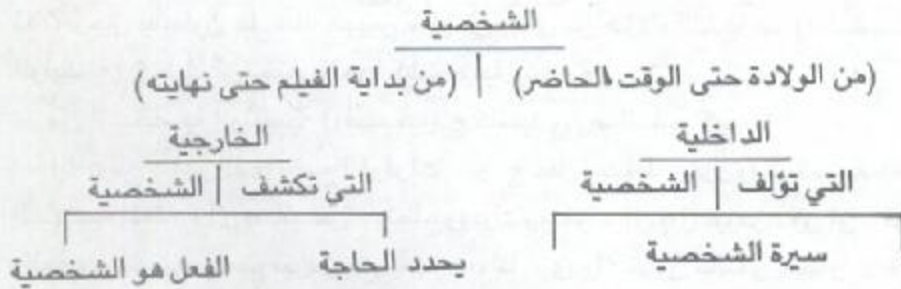 الشخصية
(من الولادة حتى الوقت الحاضر) (من بداية الفيلم حتى نهايته)
الداخلية الخارجية
التي تؤلف الشخصية التي تكشف الشخصية
سيرة الشخصية يحدد الحاجة الفعل هو الشخصية